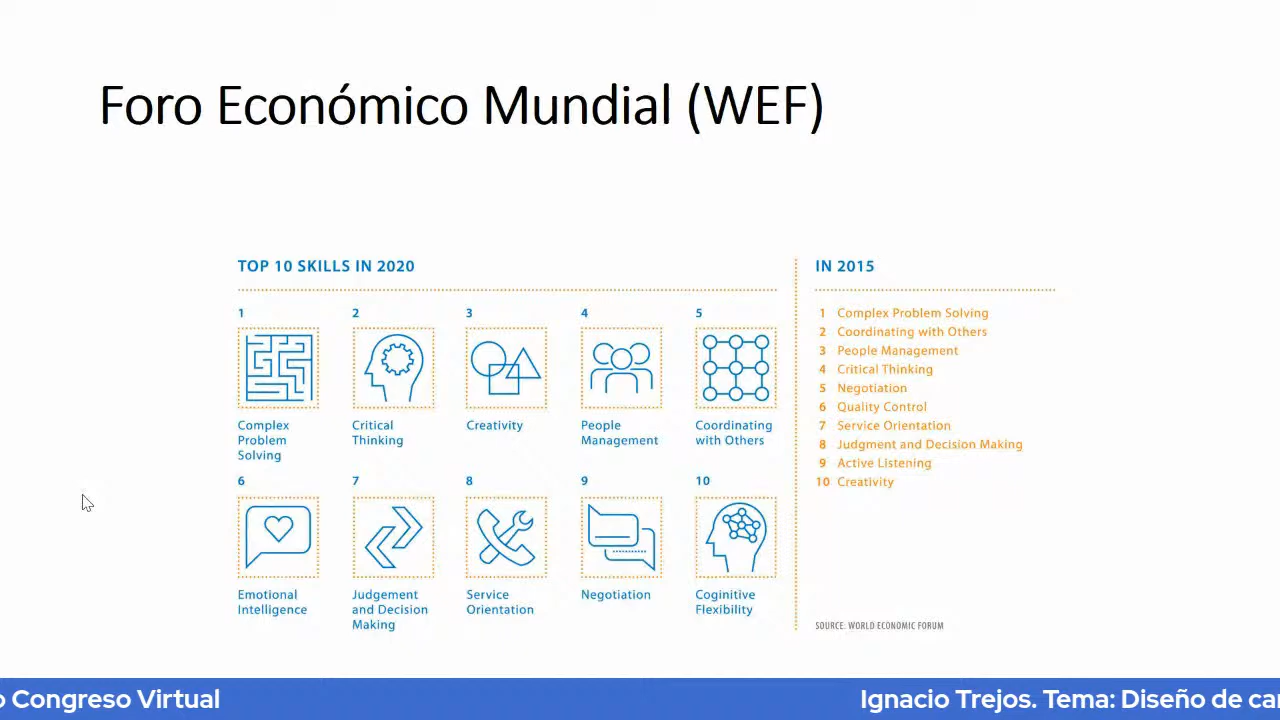 Foro Económico Mundial (WEF)
TOP 10 SKILLS IN 2020
1
Complex
Problem
Solving
2
Critical
Thinking
3
Creativity
4
People
Management
5
Coordinating
with Others
6
Emotional
Intelligence
7
Judgement
and Decision
Making
8
Service
Orientation
9
Negotiation
10
Coginitive
Flexibility
IN 2015
1 Complex Problem Solving
2 Coordinating with Others
3 People Management
4 Critical Thinking
5 Negotiation
6 Quality Control
7 Service Orientation
8 Judgment and Decision Making
9 Active Listening
10 Creativity
SOURCE: WORLD ECONOMIC FORUM
o Congreso Virtual
Ignacio Trejos. Tema: Diseño de